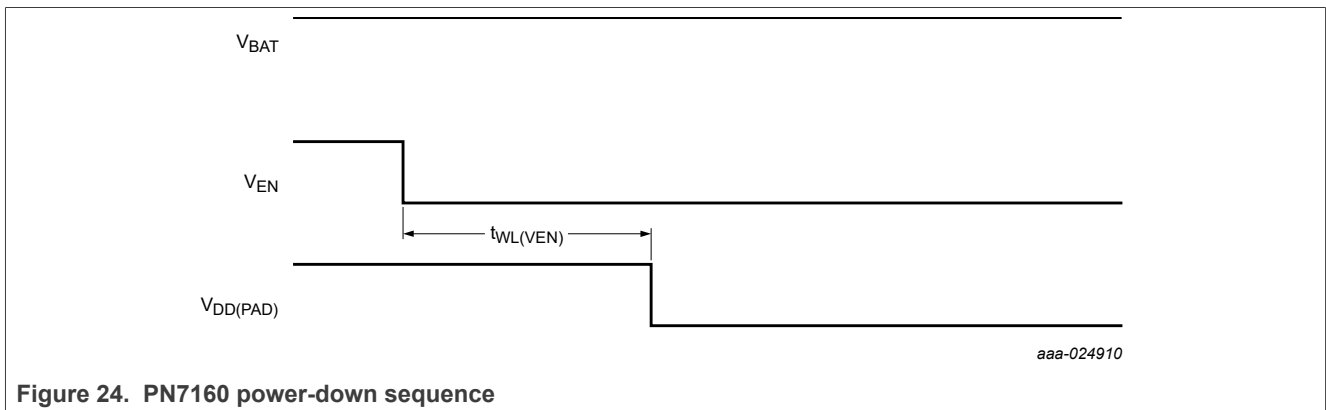 VBAT
VEN
tWL(VEN)
VDD(PAD)
aaa-024910
Figure 24. PN7160 power-down sequence